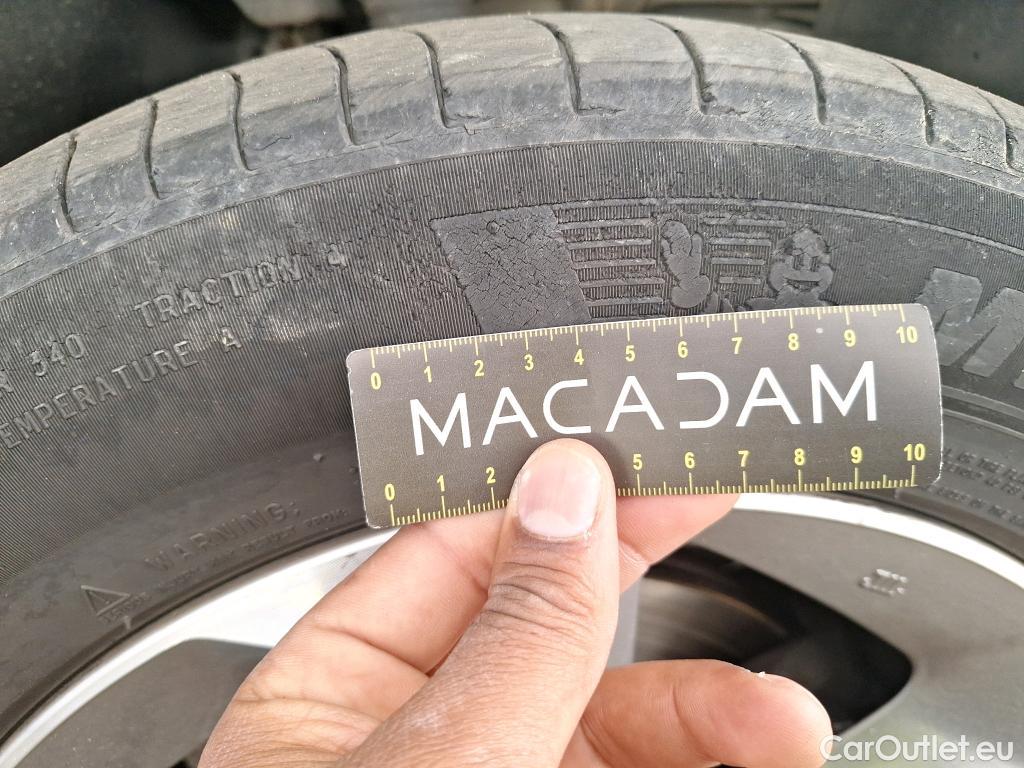 TRACTION A
340
TEMPERATURE A
0 1 2 3 4 5 6 7 8 9 10
MACADAM
0 1 2 5 6 7 8 9 10
WARNING:
CarOutlet.eu